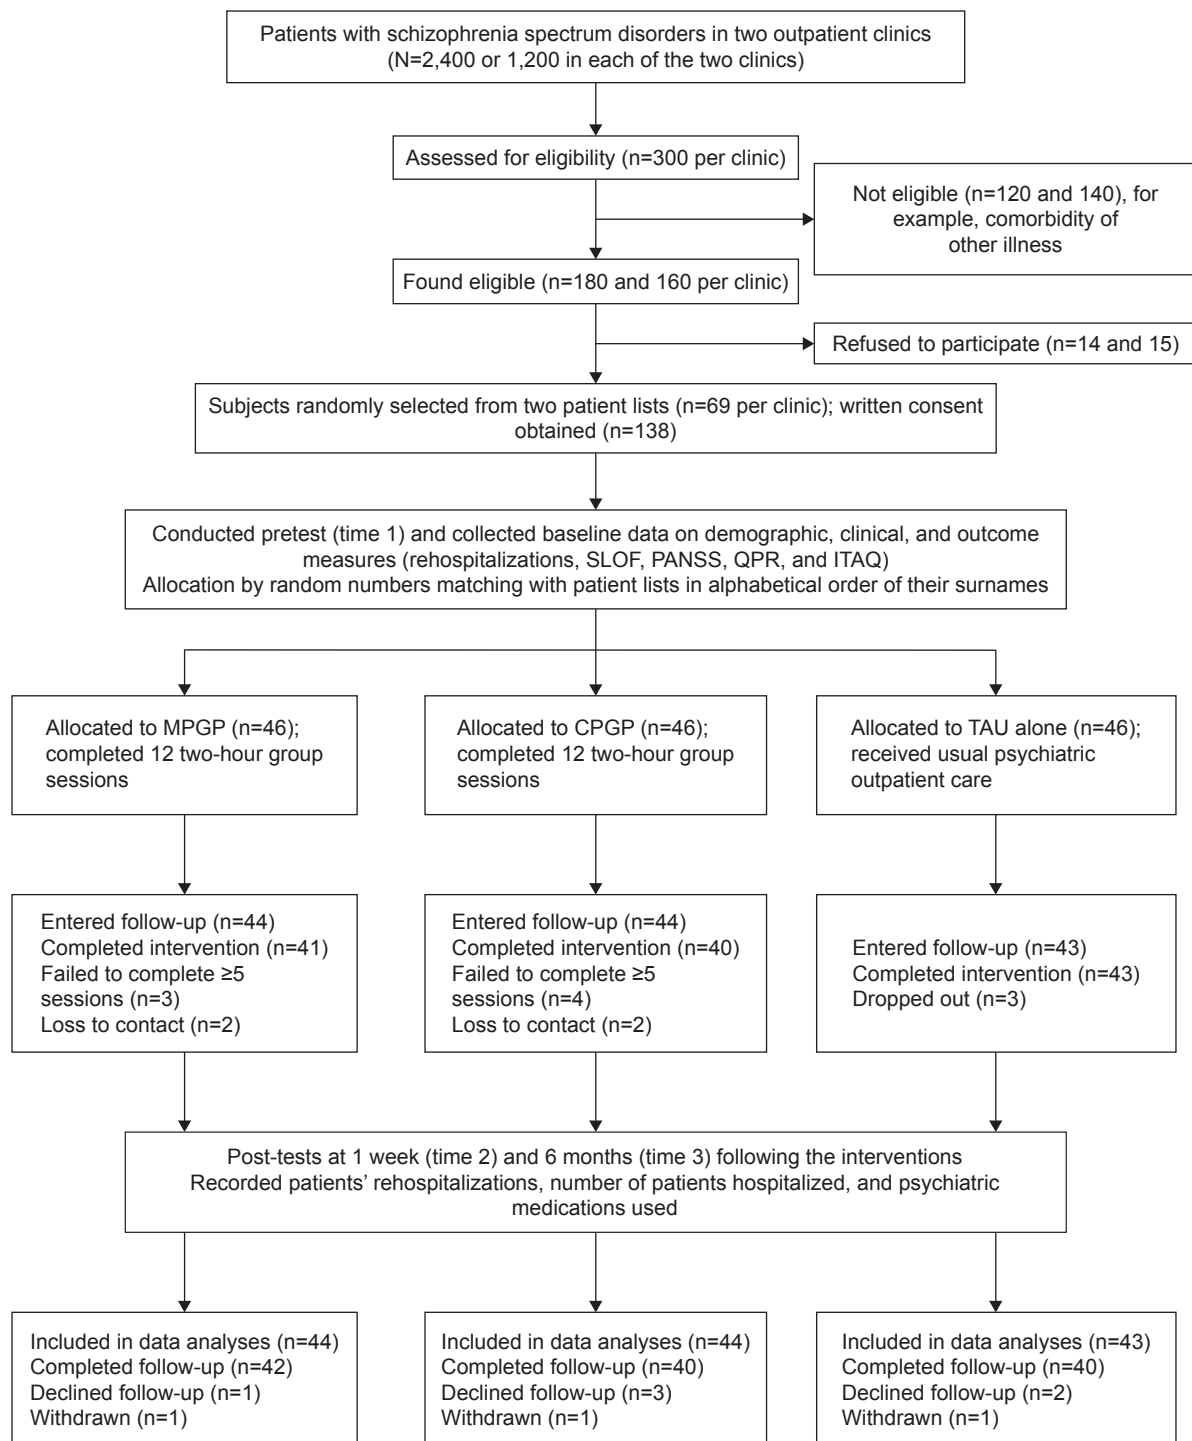 Patients with schizophrenia spectrum disorders in two outpatient clinics
(N=2,400 or 1,200 in each of the two clinics)
Assessed for eligibility (n=300 per clinic)
Not eligible (n=120 and 140), for
example, comorbidity of
other illness
Found eligible (n=180 and 160 per clinic)
Refused to participate (n=14 and 15)
Subjects randomly selected from two patient lists (n=69 per clinic); written consent
obtained (n=138)
Conducted pretest (time 1) and collected baseline data on demographic, clinical, and outcome
measures (rehospitalizations, SLOF, PANSS, QPR, and ITAQ)
Allocation by random numbers matching with patient lists in alphabetical order of their surnames
Allocated to MPGP (n=46);
completed 12 two-hour group
sessions
Allocated to CPGP (n=46);
completed 12 two-hour group
sessions
Allocated to TAU alone (n=46);
received usual psychiatric
outpatient care
Entered follow-up (n=44)
Completed intervention (n=41)
Failed to complete ≥5
sessions (n=3)
Loss to contact (n=2)
Entered follow-up (n=44)
Completed intervention (n=40)
Failed to complete ≥5
sessions (n=4)
Loss to contact (n=2)
Entered follow-up (n=43)
Completed intervention (n=43)
Dropped out (n=3)
Post-tests at 1 week (time 2) and 6 months (time 3) following the interventions
Recorded patients’ rehospitalizations, number of patients hospitalized, and psychiatric
medications used
Included in data analyses (n=44)
Completed follow-up (n=42)
Declined follow-up (n=1)
Withdrawn (n=1)
Included in data analyses (n=44)
Completed follow-up (n=40)
Declined follow-up (n=3)
Withdrawn (n=1)
Included in data analyses (n=43)
Completed follow-up (n=40)
Declined follow-up (n=2)
Withdrawn (n=1)